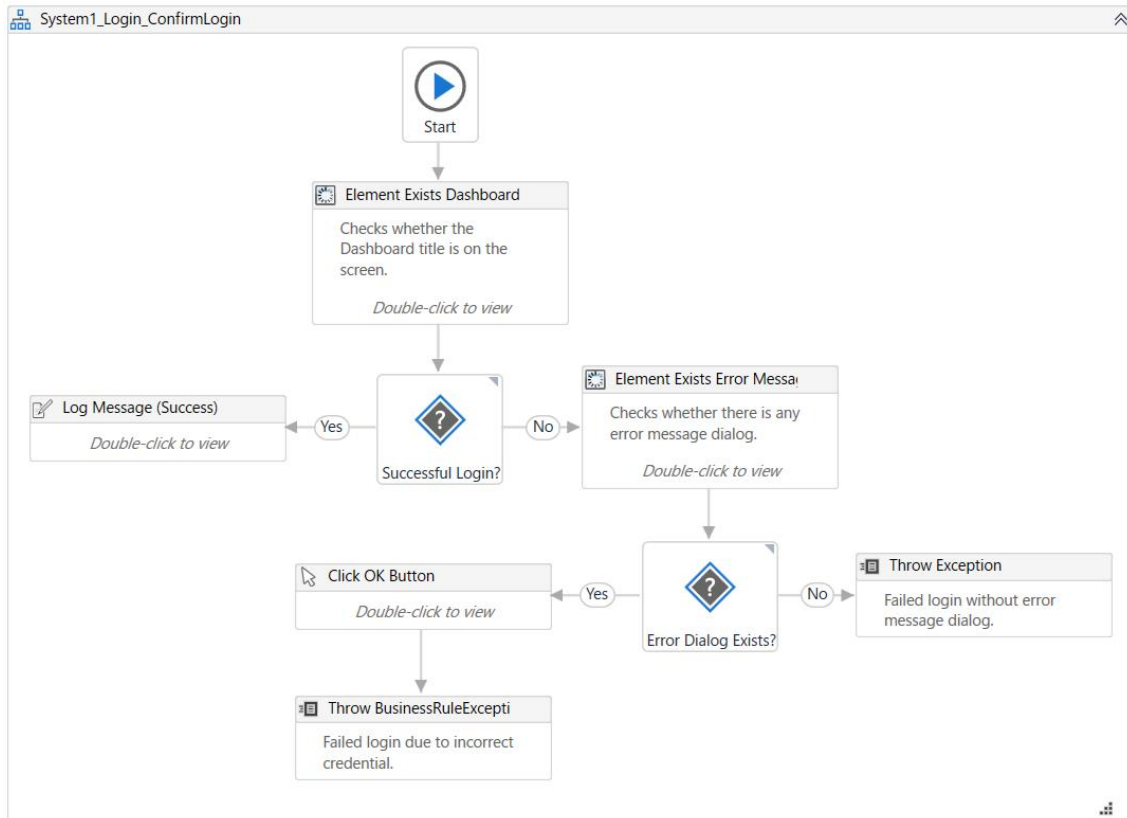 System1_Login_ConfirmLogin
Start
Element Exists Dashboard
Checks whether the
Dashboard title is on the
screen.
Double-click to view
Successful Login?
Yes
No
Log Message (Success)
Double-click to view
Element Exists Error Messa
Checks whether there is any
error message dialog.
Double-click to view
Error Dialog Exists?
Yes
No
Click OK Button
Double-click to view
Throw Exception
Failed login without error
message dialog.
Throw BusinessRuleExcepti
Failed login due to incorrect
credential.